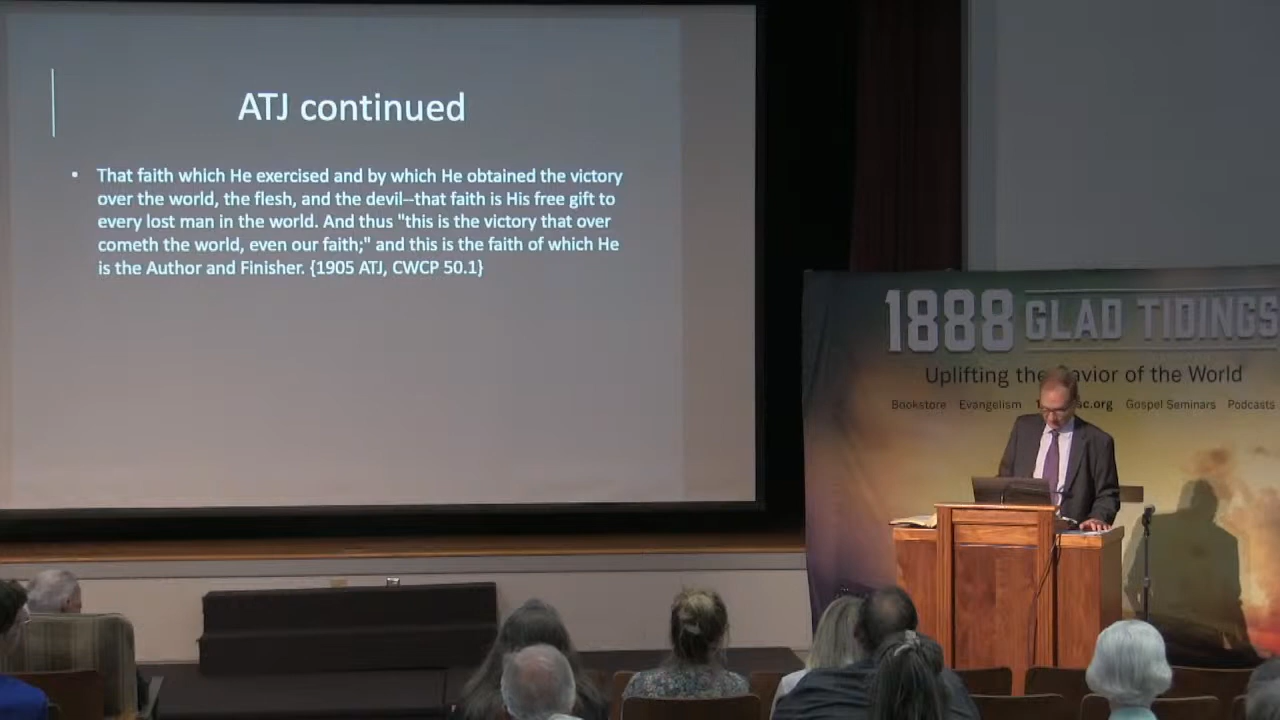 ATJ continued
• That faith which He exercised and by which He obtained the victory
over the world, the flesh, and the devil--that faith is His free gift to
every lost man in the world. And thus "this is the victory that over
cometh the world, even our faith;" and this is the faith of which He
is the Author and Finisher. {1905 ATJ, CWCP 50.1}
1888 GLAD TIDINGS
Uplifting the Savior of the World
Bookstore Evangelism sc.org Gospel Seminars Podcasts